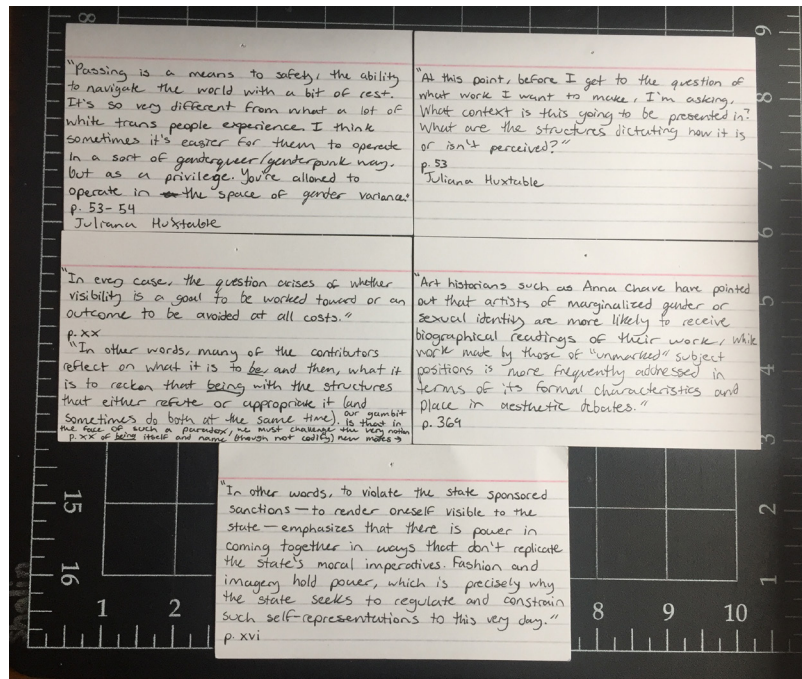 "Passing is a means to safety, the ability
to navigate the world with a bit of rest.
It's so very different from what a lot of
white trans people experience. I think
sometimes it's easier for them to operate
in a sort of genderqueer/genderpunk way.
but as a privilege. You're allowed to
operate in the space of gender variance."
p. 53-54
Juliana Huxtable
"At this point, before I get to the question of
what work I want to make, I'm asking,
What context is this going to be presented in?
What are the structures dictating how it is
or isn't perceived?"
p. 53
Juliana Huxtable
"In every case, the question arises of whether
visibility is a goal to be worked toward or an
outcome to be avoided at all costs."
p. xx
"In other words, many of the contributors
reflect on what it is to be and then, what it
is to reckon that being with the structures
that either refute or appropriate it (and
sometimes do both at the same time). our gambit is that in
the face of such a paradox, we must challenge the very notion
p. xx of being itself and name (though not codify) new modes →
"Art historians such as Anna Chave have pointed
out that artists of marginalized gender or
sexual identity are more likely to receive
biographical readings of their work, while
work made by those of "unmarked" subject
positions is more frequently addressed in
terms of its formal characteristics and
place in aesthetic debates."
p. 369
"In other words, to violate the state sponsored
sanctions — to render oneself visible to the
state — emphasizes that there is power in
coming together in ways that don't replicate
the state's moral imperatives. Fashion and
imagery hold power, which is precisely why
the state seeks to regulate and constrain
such self-representations to this very day."
p. xvi
8
15
16
1
2
8
9
10
9
8
7
6
5
4
3
2
1